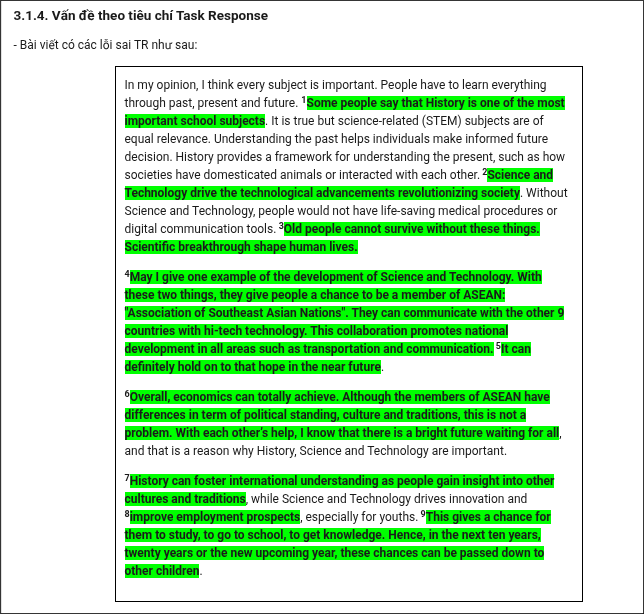 3.1.4. Vấn đề theo tiêu chí Task Response
- Bài viết có các lỗi sai TR như sau:
In my opinion, I think every subject is important. People have to learn everything
through past, present and future. ¹Some people say that History is one of the most
important school subjects. It is true but science-related (STEM) subjects are of
equal relevance. Understanding the past helps individuals make informed future
decision. History provides a framework for understanding the present, such as how
societies have domesticated animals or interacted with each other. ²Science and
Technology drive the technological advancements revolutionizing society. Without
Science and Technology, people would not have life-saving medical procedures or
digital communication tools. ³Old people cannot survive without these things.
Scientific breakthrough shape human lives.
⁴May I give one example of the development of Science and Technology. With
these two things, they give people a chance to be a member of ASEAN:
"Association of Southeast Asian Nations". They can communicate with the other 9
countries with hi-tech technology. This collaboration promotes national
development in all areas such as transportation and communication. ⁵It can
definitely hold on to that hope in the near future.
⁶Overall, economics can totally achieve. Although the members of ASEAN have
differences in term of political standing, culture and traditions, this is not a
problem. With each other's help, I know that there is a bright future waiting for all,
and that is a reason why History, Science and Technology are important.
⁷History can foster international understanding as people gain insight into other
cultures and traditions, while Science and Technology drives innovation and
⁸improve employment prospects, especially for youths. ⁹This gives a chance for
them to study, to go to school, to get knowledge. Hence, in the next ten years,
twenty years or the new upcoming year, these chances can be passed down to
other children.